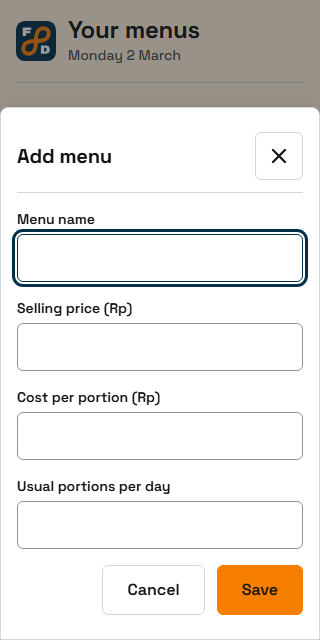 F
D
Your menus
Monday 2 March
Add menu
Menu name
Selling price (Rp)
Cost per portion (Rp)
Usual portions per day
Cancel
Save